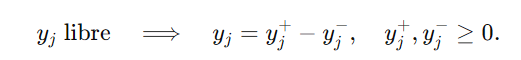 y_j libre ⟹ y_j = y_j^+ − y_j^−, y_j^+, y_j^− ≥ 0.